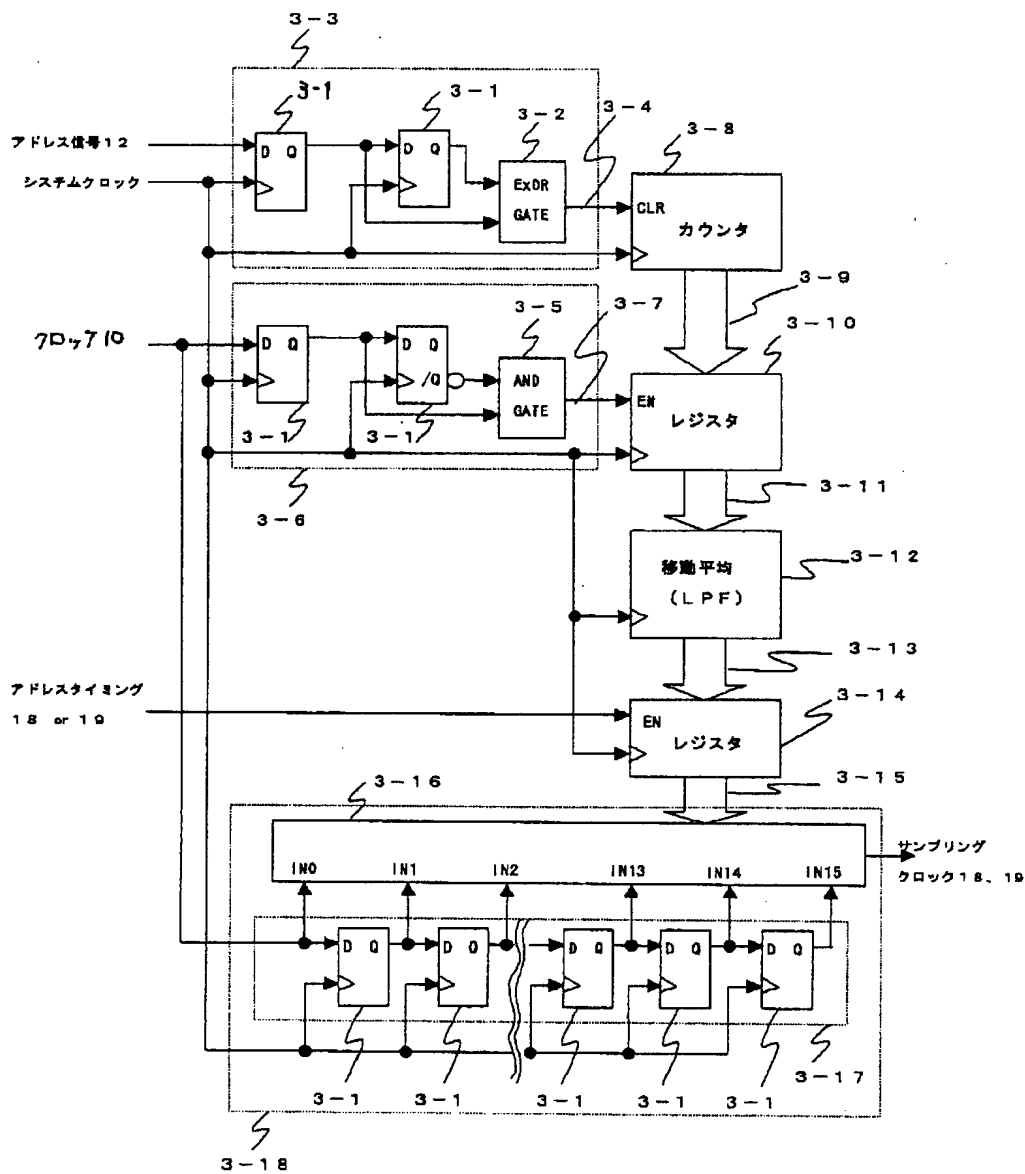 3-3
3-1
3-1
3-2
3-4
3-8
アドレス信号12
D Q
D Q
ExDR
GATE
CLR
カウンタ
システムクロック
3-9
3-10
3-5
3-7
クロック10
D Q
D Q
/Q
AND
GATE
EN
レジスタ
3-1
3-1
3-6
3-11
移動平均
(LPF)
3-12
3-13
アドレスタイミング
18 or 19
3-14
EN
レジスタ
3-15
3-16
サンプリング
クロック18、19
IN0
IN1
IN2
IN13
IN14
IN15
D Q
D Q
D Q
D Q
D Q
3-17
3-1
3-1
3-1
3-1
3-1
3-18